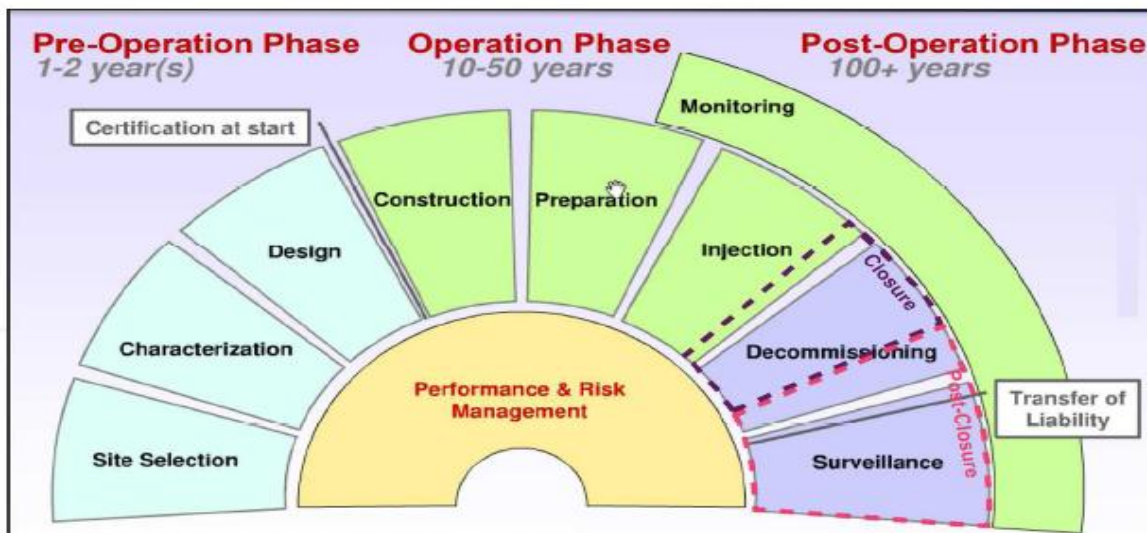 Pre-Operation Phase
1-2 year(s)
Operation Phase
10-50 years
Post-Operation Phase
100+ years
Certification at start
Monitoring
Construction
Preparation
Design
Injection
Closure
Characterization
Decommissioning
Performance & Risk
Management
Post-Closure
Transfer of
Liability
Site Selection
Surveillance